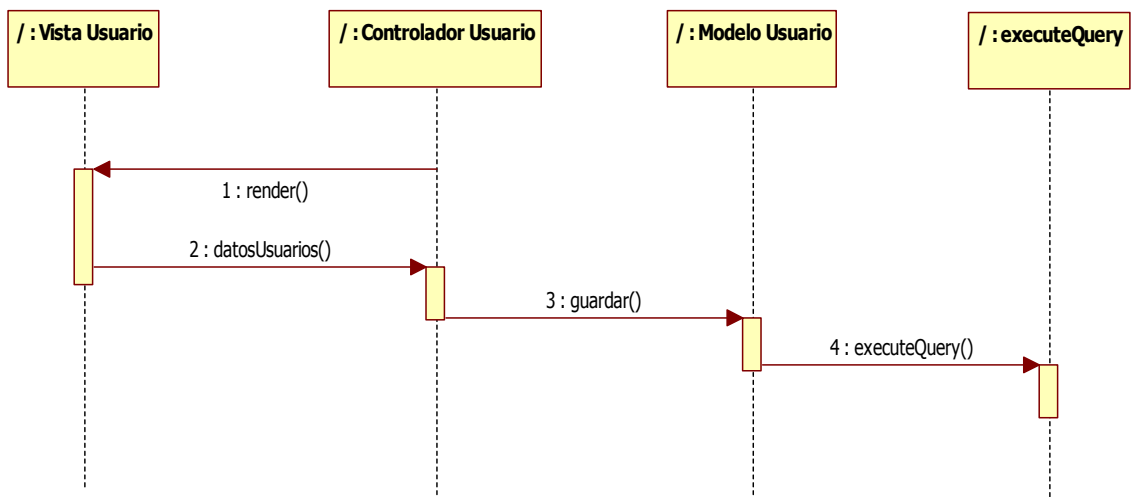 / : Vista Usuario
/ : Controlador Usuario
/ : Modelo Usuario
/ : executeQuery
1 : render()
2 : datosUsuarios()
3 : guardar()
4 : executeQuery()